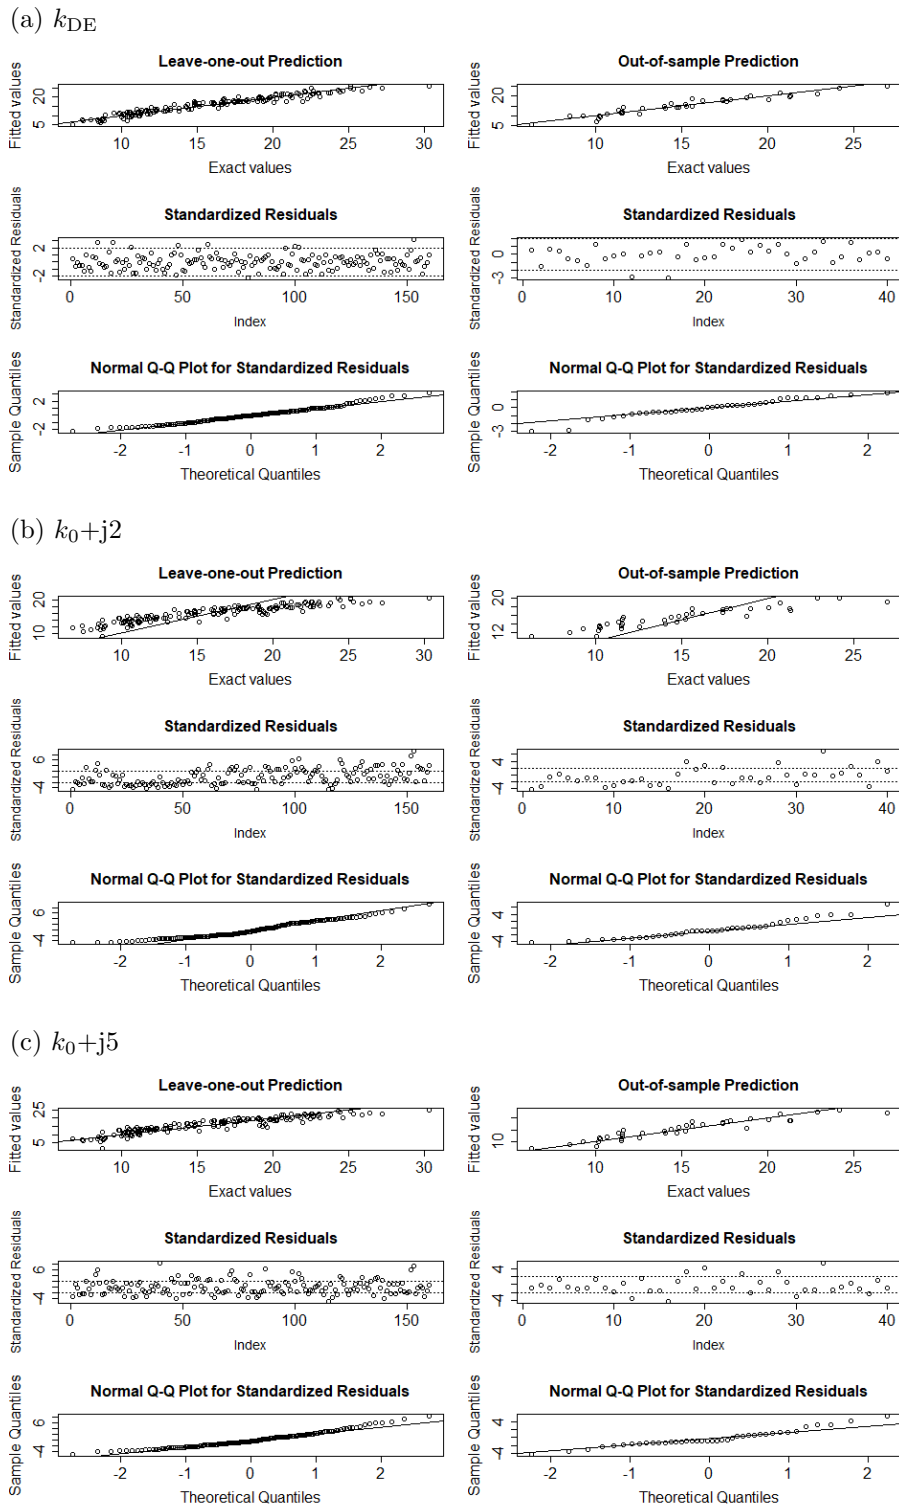 (a) k_DE
Leave-one-out Prediction
Fitted values
5 20
10 15 20 25 30
Exact values
Out-of-sample Prediction
Fitted values
5 20
10 15 20 25
Exact values
Standardized Residuals
Standardized Residuals
-2 2
0 50 100 150
Index
Standardized Residuals
Standardized Residuals
-3 0
0 10 20 30 40
Index
Normal Q-Q Plot for Standardized Residuals
Sample Quantiles
-2 2
-2 -1 0 1 2
Theoretical Quantiles
Normal Q-Q Plot for Standardized Residuals
Sample Quantiles
-3 0
-2 -1 0 1 2
Theoretical Quantiles
(b) k_0+j2
Leave-one-out Prediction
Fitted values
10 20
10 15 20 25 30
Exact values
Out-of-sample Prediction
Fitted values
12 20
10 15 20 25
Exact values
Standardized Residuals
Standardized Residuals
-4 6
0 50 100 150
Index
Standardized Residuals
Standardized Residuals
-4 4
0 10 20 30 40
Index
Normal Q-Q Plot for Standardized Residuals
Sample Quantiles
-4 6
-2 -1 0 1 2
Theoretical Quantiles
Normal Q-Q Plot for Standardized Residuals
Sample Quantiles
-4 4
-2 -1 0 1 2
Theoretical Quantiles
(c) k_0+j5
Leave-one-out Prediction
Fitted values
5 25
10 15 20 25 30
Exact values
Out-of-sample Prediction
Fitted values
10
10 15 20 25
Exact values
Standardized Residuals
Standardized Residuals
-4 6
0 50 100 150
Index
Standardized Residuals
Standardized Residuals
-4 4
0 10 20 30 40
Index
Normal Q-Q Plot for Standardized Residuals
Sample Quantiles
-4 6
-2 -1 0 1 2
Theoretical Quantiles
Normal Q-Q Plot for Standardized Residuals
Sample Quantiles
-4 4
-2 -1 0 1 2
Theoretical Quantiles